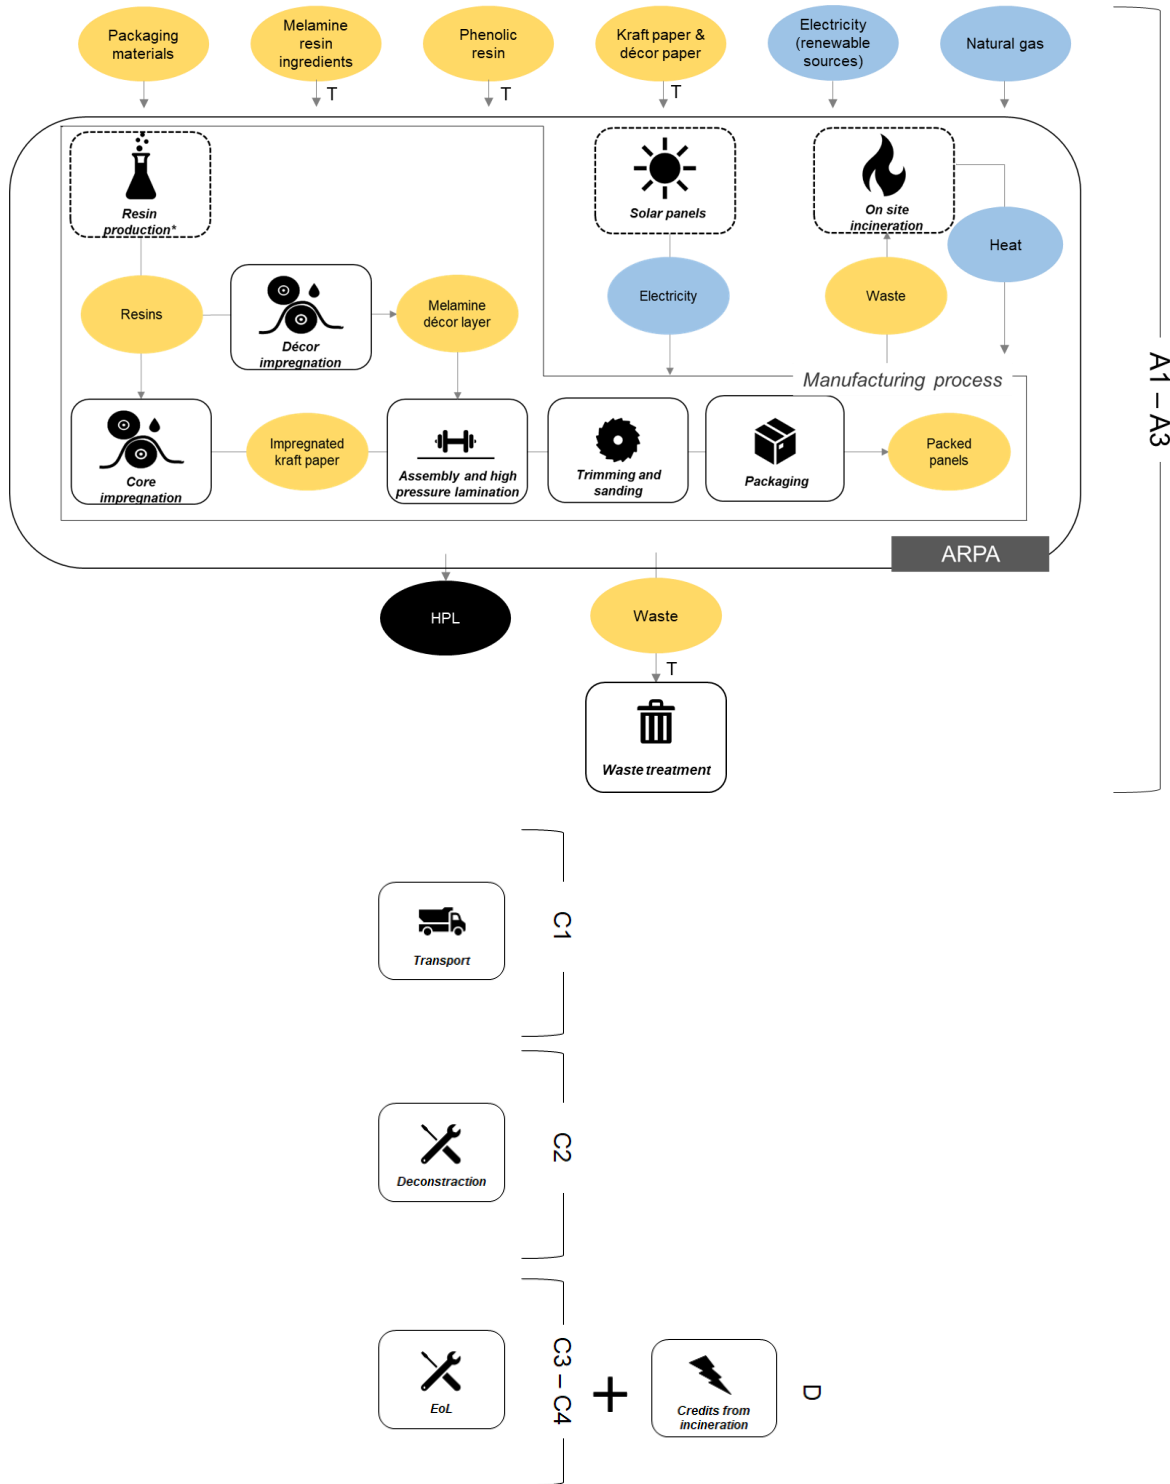 Packaging
materials
Melamine
resin
ingredients
Phenolic
resin
Kraft paper &
décor paper
Electricity
(renewable
sources)
Natural gas
T
T
T
Resin
production*
Solar panels
On site
incineration
Heat
Resins
Décor
impregnation
Melamine
décor layer
Electricity
Waste
Manufacturing process
A1 – A3
Core
impregnation
Impregnated
kraft paper
Assembly and high
pressure lamination
Trimming and
sanding
Packaging
Packed
panels
ARPA
HPL
Waste
T
Waste treatment
Transport
C1
Deconstraction
C2
EoL
C3 – C4
Credits from
incineration
D